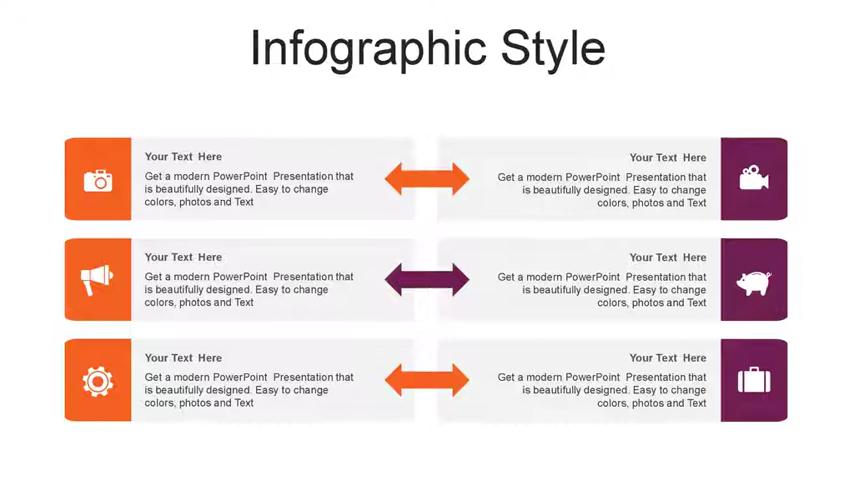 Infographic Style
Your Text Here
Get a modern PowerPoint Presentation that
is beautifully designed. Easy to change
colors, photos and Text
Your Text Here
Get a modern PowerPoint Presentation that
is beautifully designed. Easy to change
colors, photos and Text
Your Text Here
Get a modern PowerPoint Presentation that
is beautifully designed. Easy to change
colors, photos and Text
Your Text Here
Get a modern PowerPoint Presentation that
is beautifully designed. Easy to change
colors, photos and Text
Your Text Here
Get a modern PowerPoint Presentation that
is beautifully designed. Easy to change
colors, photos and Text
Your Text Here
Get a modern PowerPoint Presentation that
is beautifully designed. Easy to change
colors, photos and Text